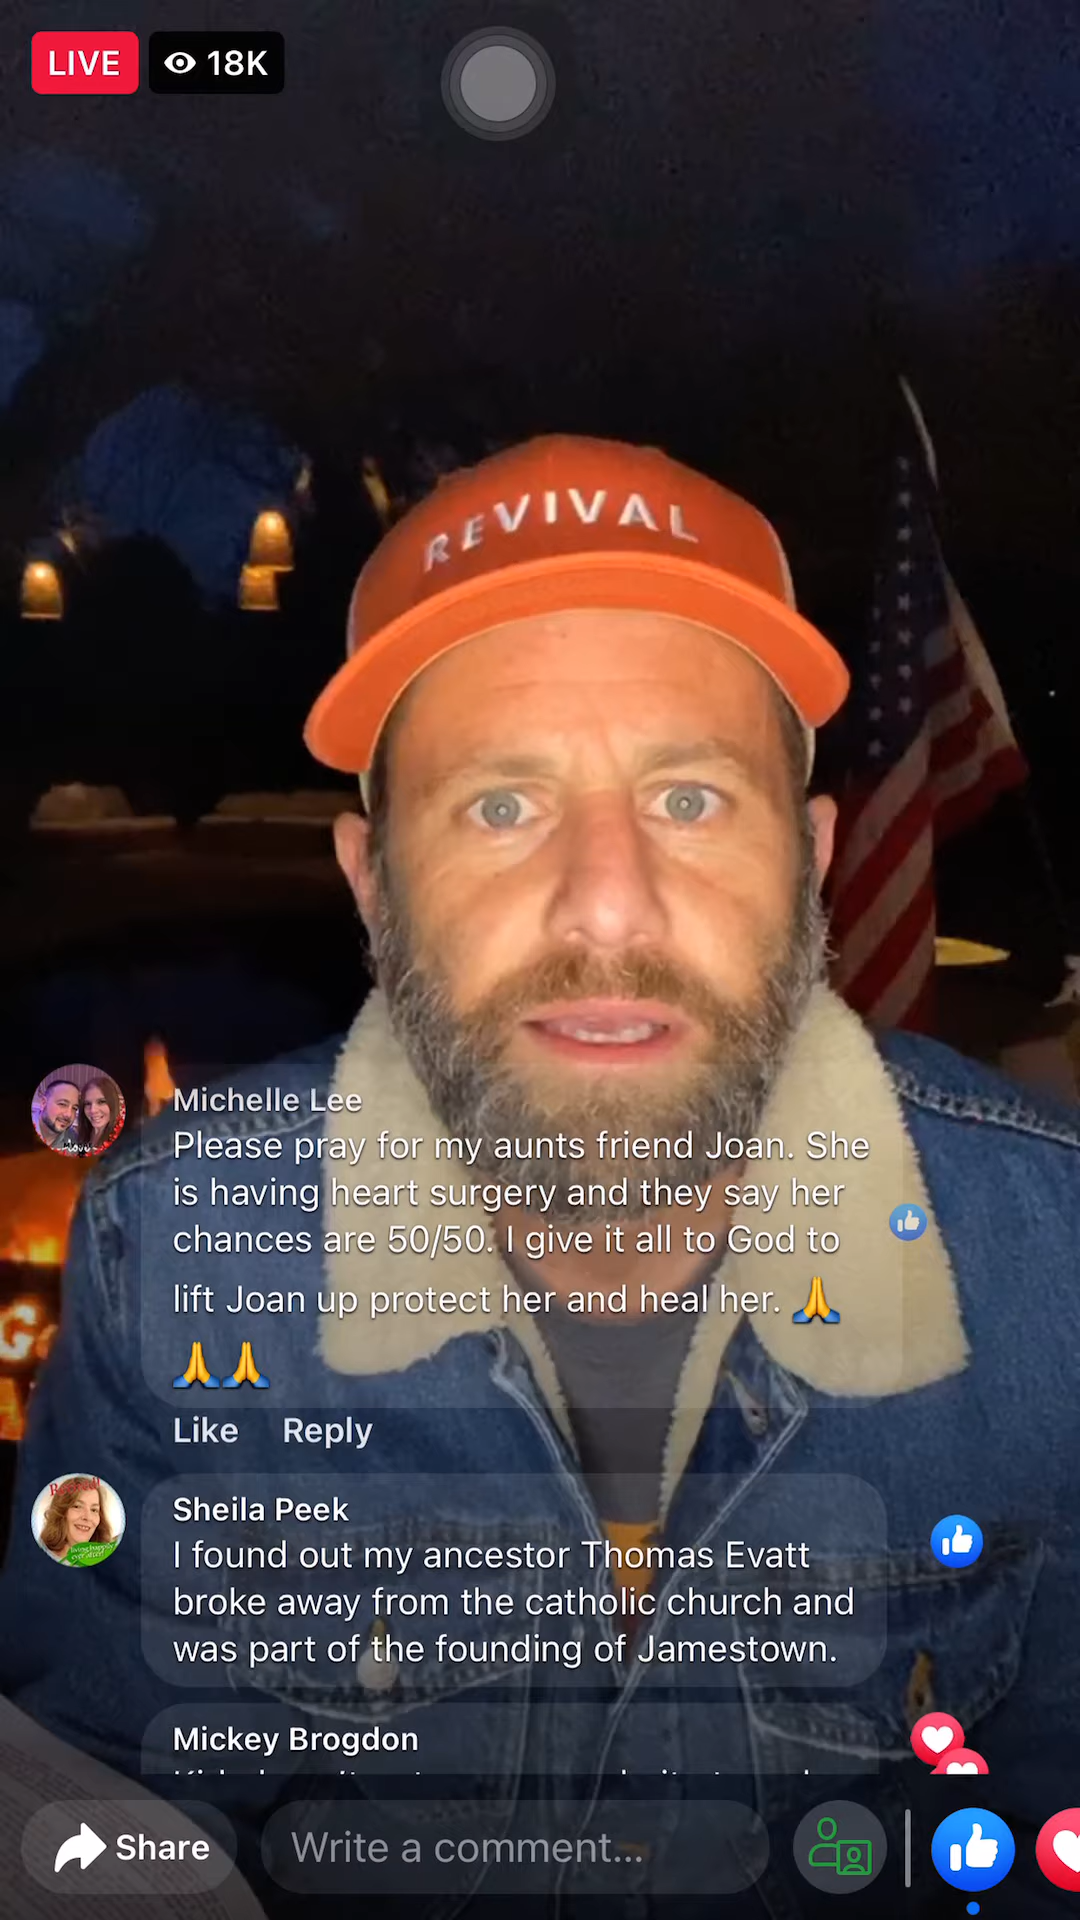 LIVE 18K
REVIVAL
Michelle Lee
Please pray for my aunts friend Joan. She
is having heart surgery and they say her
chances are 50/50. I give it all to God to
lift Joan up protect her and heal her. 🙏
🙏🙏
Like Reply
Sheila Peek
I found out my ancestor Thomas Evatt
broke away from the catholic church and
was part of the founding of Jamestown.
Mickey Brogdon
Share Write a comment...